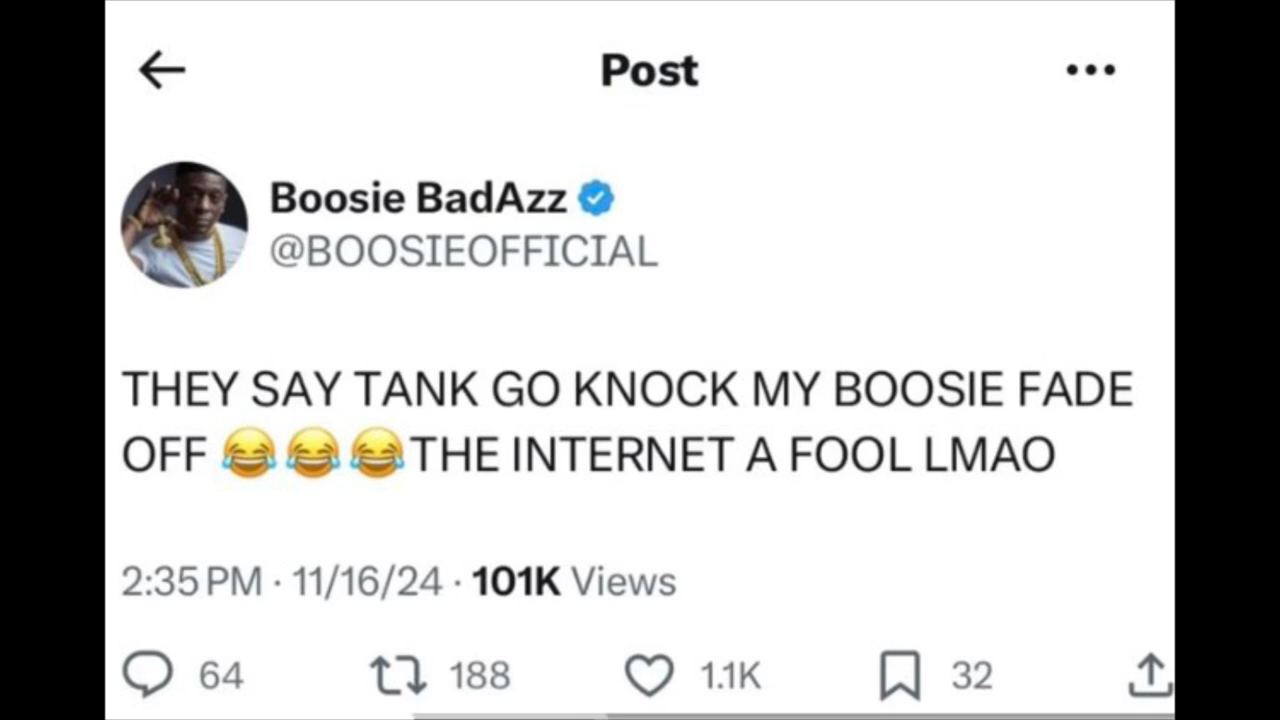 Post
Boosie BadAzz
@BOOSIEOFFICIAL
THEY SAY TANK GO KNOCK MY BOOSIE FADE
OFF 😂😂😂THE INTERNET A FOOL LMAO
2:35 PM · 11/16/24 · 101K Views
64 188 1.1K 32